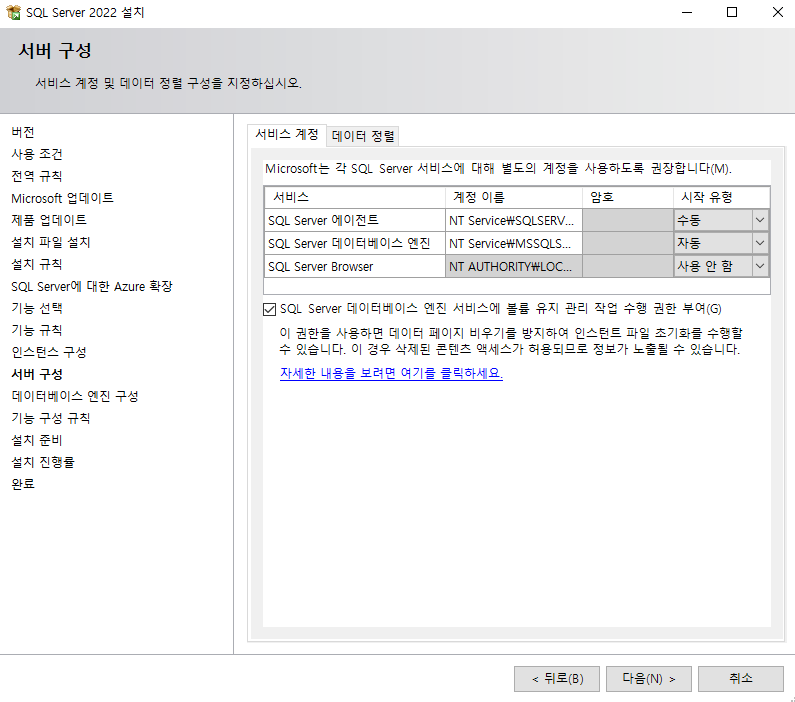 SQL Server 2022 설치
서버 구성
서비스 계정 및 데이터 정렬 구성을 지정하십시오.
버전
사용 조건
전역 규칙
Microsoft 업데이트
제품 업데이트
설치 파일 설치
설치 규칙
SQL Server에 대한 Azure 확장
기능 선택
기능 규칙
인스턴스 구성
서버 구성
데이터베이스 엔진 구성
기능 구성 규칙
설치 준비
설치 진행률
완료
서비스 계정 데이터 정렬
Microsoft는 각 SQL Server 서비스에 대해 별도의 계정을 사용하도록 권장합니다(M).
서비스 계정 이름 암호 시작 유형
SQL Server 에이전트 NT Service₩SQLSERV... 수동
SQL Server 데이터베이스 엔진 NT Service₩MSSQLS... 자동
SQL Server Browser NT AUTHORITY₩LOC... 사용 안 함
SQL Server 데이터베이스 엔진 서비스에 볼륨 유지 관리 작업 수행 권한 부여(G)
이 권한을 사용하면 데이터 페이지 비우기를 방지하여 인스턴트 파일 초기화를 수행할
수 있습니다. 이 경우 삭제된 콘텐츠 액세스가 허용되므로 정보가 노출될 수 있습니다.
자세한 내용을 보려면 여기를 클릭하세요.
< 뒤로(B) 다음(N) > 취소